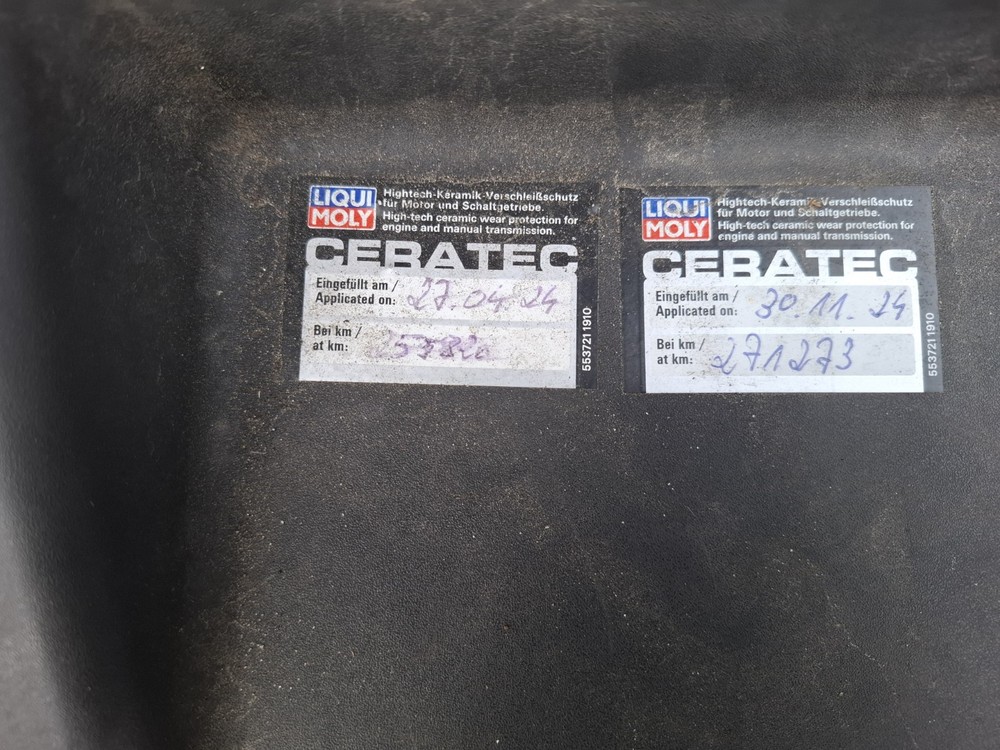 LIQUI
MOLY
Hightech-Keramik-Verschleißschutz
für Motor und Schaltgetriebe.
High-tech ceramic wear protection for
engine and manual transmission.
CERATEC
Eingefüllt am /
Applicated on: 27.04.24
Bei km /
at km:
5537211910
LIQUI
MOLY
Hightech-Keramik-Verschleißschutz
für Motor und Schaltgetriebe.
High-tech ceramic wear protection for
engine and manual transmission.
CERATEC
Eingefüllt am /
Applicated on: 30 11. 24
Bei km /
at km: 271273
5537211910